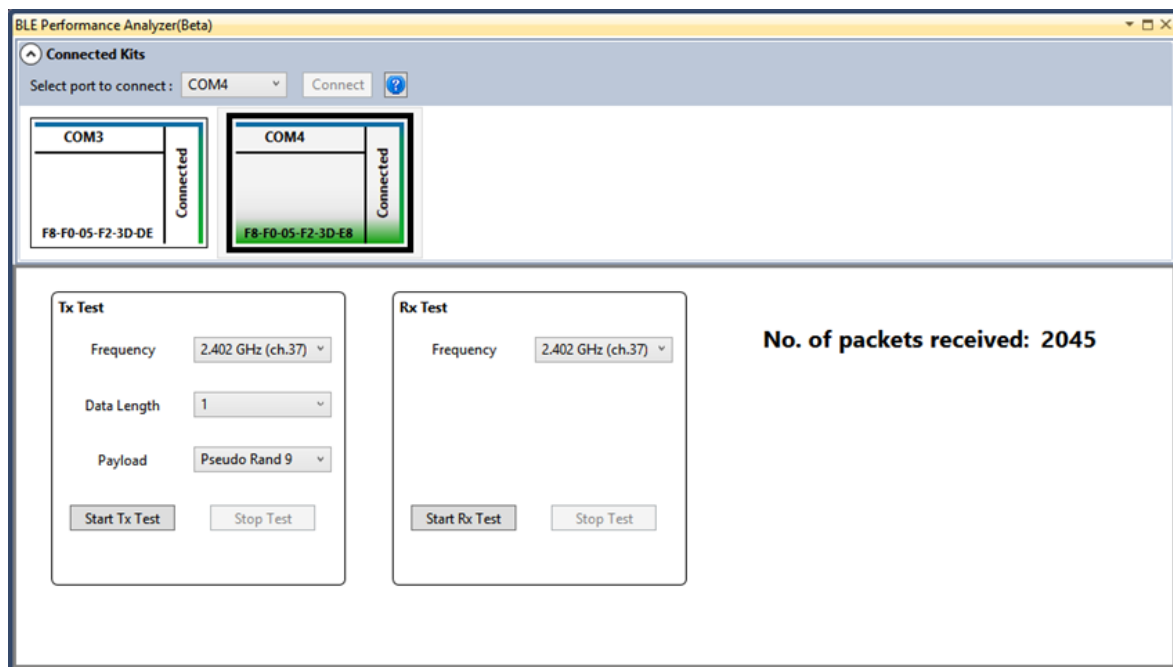 BLE Performance Analyzer(Beta)
Connected Kits
Select port to connect : COM4 Connect ?
COM3
Connected
F8-F0-05-F2-3D-DE
COM4
Connected
F8-F0-05-F2-3D-E8
Tx Test
Frequency 2.402 GHz (ch.37)
Data Length 1
Payload Pseudo Rand 9
Start Tx Test Stop Test
Rx Test
Frequency 2.402 GHz (ch.37)
Start Rx Test Stop Test
No. of packets received: 2045